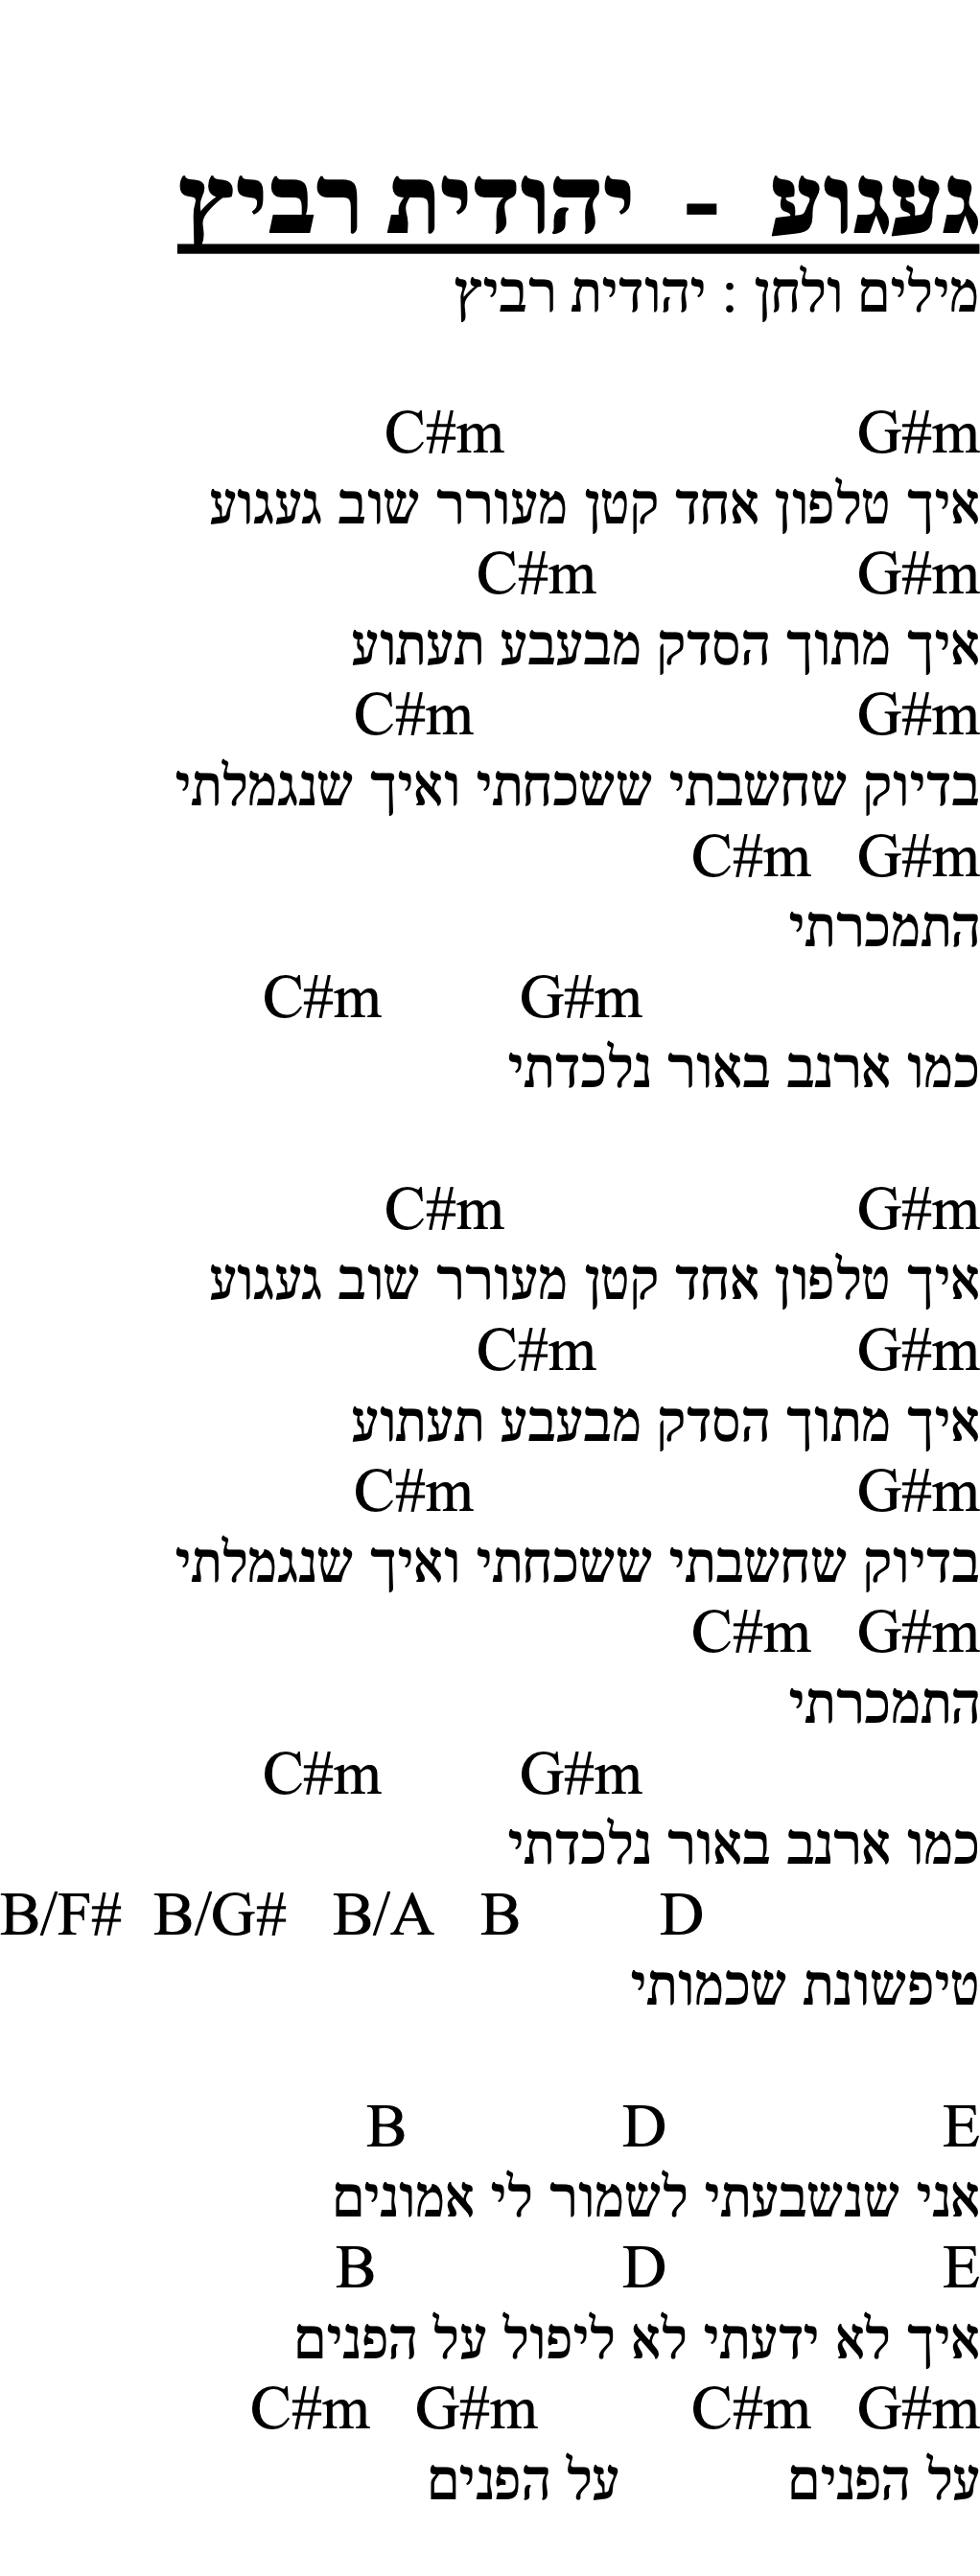 געגוע - יהודית רביץ
מילים ולחן : יהודית רביץ
G#m C#m
איך טלפון אחד קטן מעורר שוב געגוע
G#m C#m
איך מתוך הסדק מבעבע תעתוע
G#m C#m
בדיוק שחשבתי ששכחתי ואיך שנגמלתי
G#m C#m
התמכרתי
G#m C#m
כמו ארנב באור נלכדתי
G#m C#m
איך טלפון אחד קטן מעורר שוב געגוע
G#m C#m
איך מתוך הסדק מבעבע תעתוע
G#m C#m
בדיוק שחשבתי ששכחתי ואיך שנגמלתי
G#m C#m
התמכרתי
G#m C#m
כמו ארנב באור נלכדתי
D B B/A B/G# B/F#
טיפשונת שכמותי
E D B
אני שנשבעתי לשמור לי אמונים
E D B
איך לא ידעתי לא ליפול על הפנים
G#m C#m G#m C#m
על הפנים על הפנים